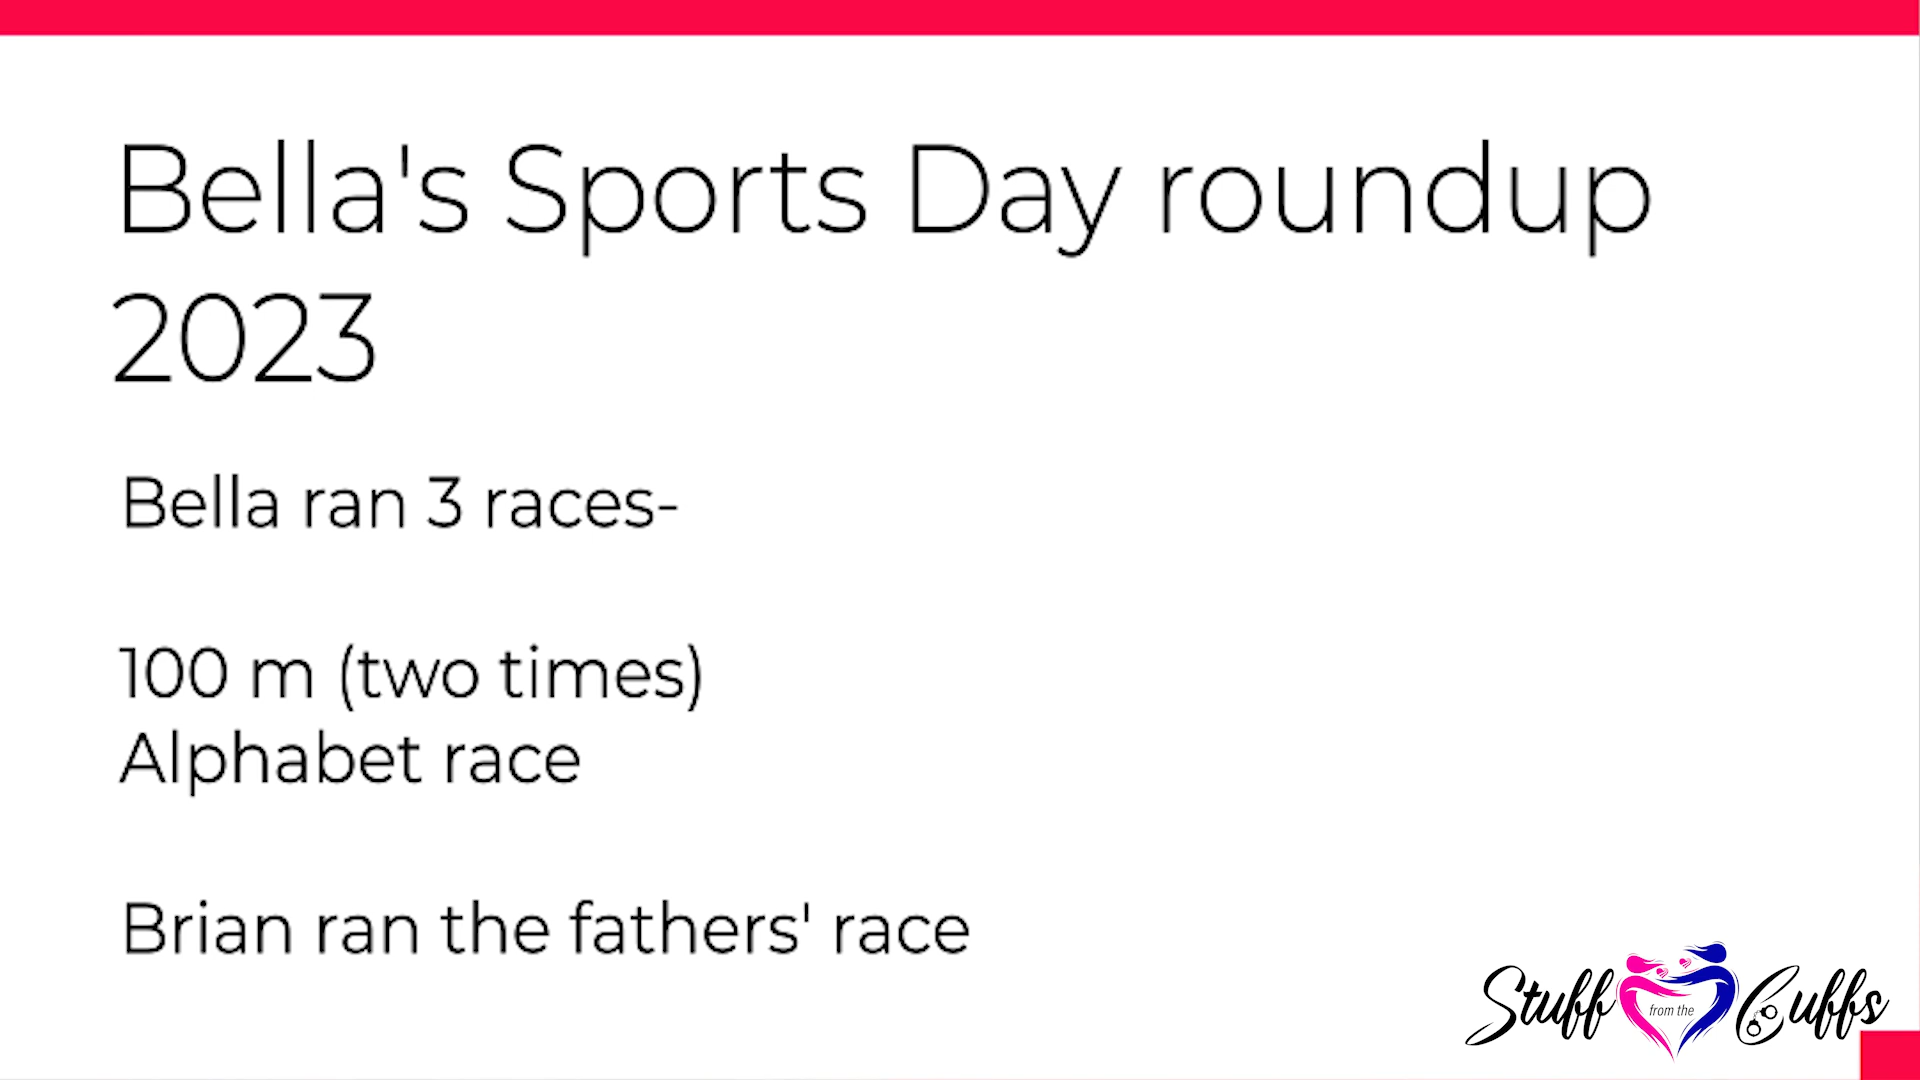 Bella's Sports Day roundup
2023
Bella ran 3 races-
100 m (two times)
Alphabet race
Brian ran the fathers' race
Stuff from the Cuffs